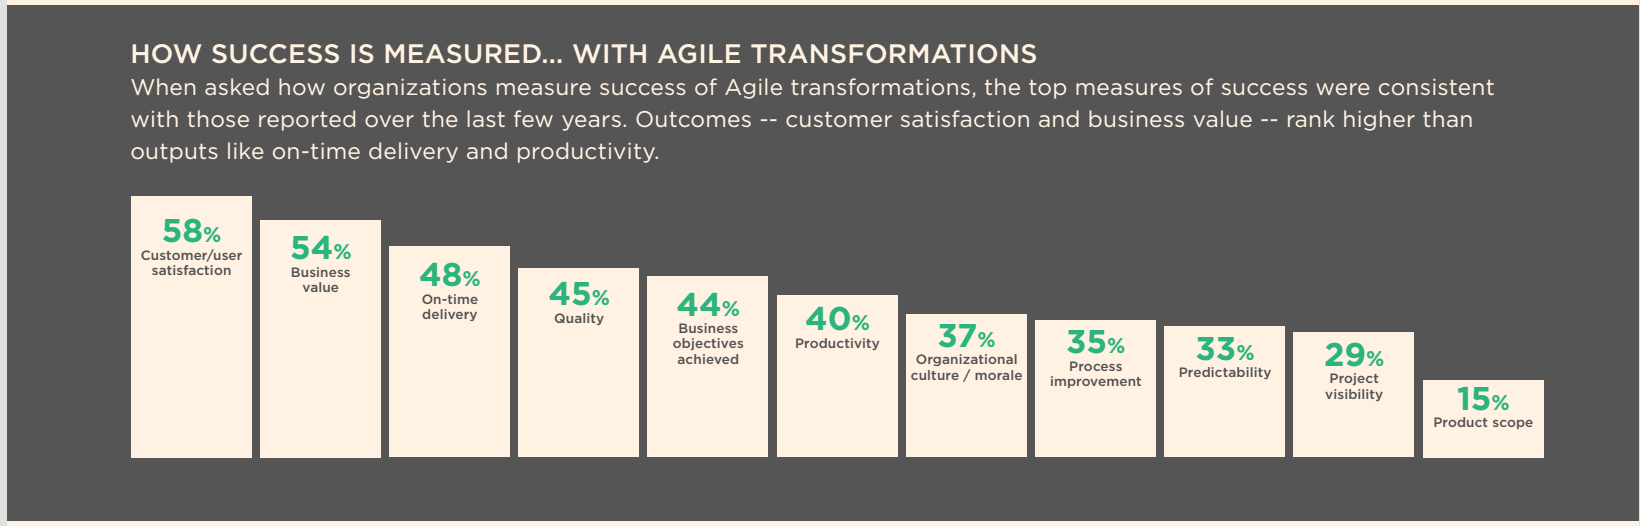 HOW SUCCESS IS MEASURED... WITH AGILE TRANSFORMATIONS
When asked how organizations measure success of Agile transformations, the top measures of success were consistent
with those reported over the last few years. Outcomes -- customer satisfaction and business value -- rank higher than
outputs like on-time delivery and productivity.
58%
Customer/user
satisfaction
54%
Business
value
48%
On-time
delivery
45%
Quality
44%
Business
objectives
achieved
40%
Productivity
37%
Organizational
culture / morale
35%
Process
improvement
33%
Predictability
29%
Project
visibility
15%
Product scope